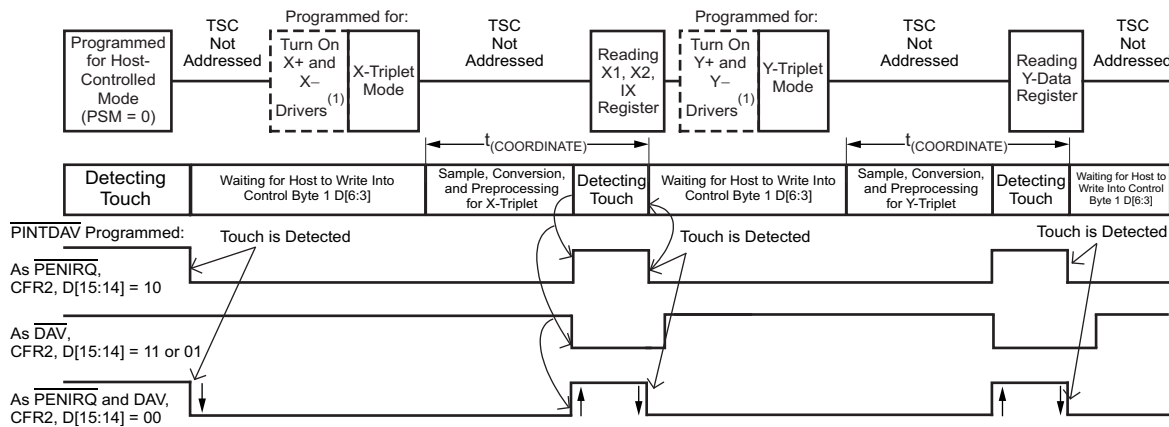 Programmed
for Host-
Controlled
Mode
(PSM = 0)
TSC
Not
Addressed
Programmed for:
Turn On
X+ and
X−
Drivers(1)
X-Triplet
Mode
TSC
Not
Addressed
Reading
X1, X2,
IX
Register
Programmed for:
Turn On
Y+ and
Y−
Drivers(1)
Y-Triplet
Mode
TSC
Not
Addressed
Reading
Y-Data
Register
TSC
Not
Addressed
t(COORDINATE)
t(COORDINATE)
Detecting
Touch
Waiting for Host to Write Into
Control Byte 1 D[6:3]
Sample, Conversion,
and Preprocessing
for X-Triplet
Detecting
Touch
Waiting for Host to Write Into
Control Byte 1 D[6:3]
Sample, Conversion,
and Preprocessing
for Y-Triplet
Detecting
Touch
Waiting for Host to
Write Into Control
Byte 1 D[6:3]
PINTDAV Programmed:
Touch is Detected
Touch is Detected
Touch is Detected
As PENIRQ,
CFR2, D[15:14] = 10
As DAV,
CFR2, D[15:14] = 11 or 01
As PENIRQ and DAV,
CFR2, D[15:14] = 00